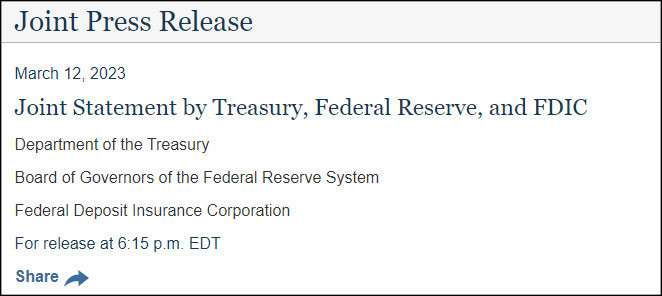 Joint Press Release
March 12, 2023
Joint Statement by Treasury, Federal Reserve, and FDIC
Department of the Treasury
Board of Governors of the Federal Reserve System
Federal Deposit Insurance Corporation
For release at 6:15 p.m. EDT
Share